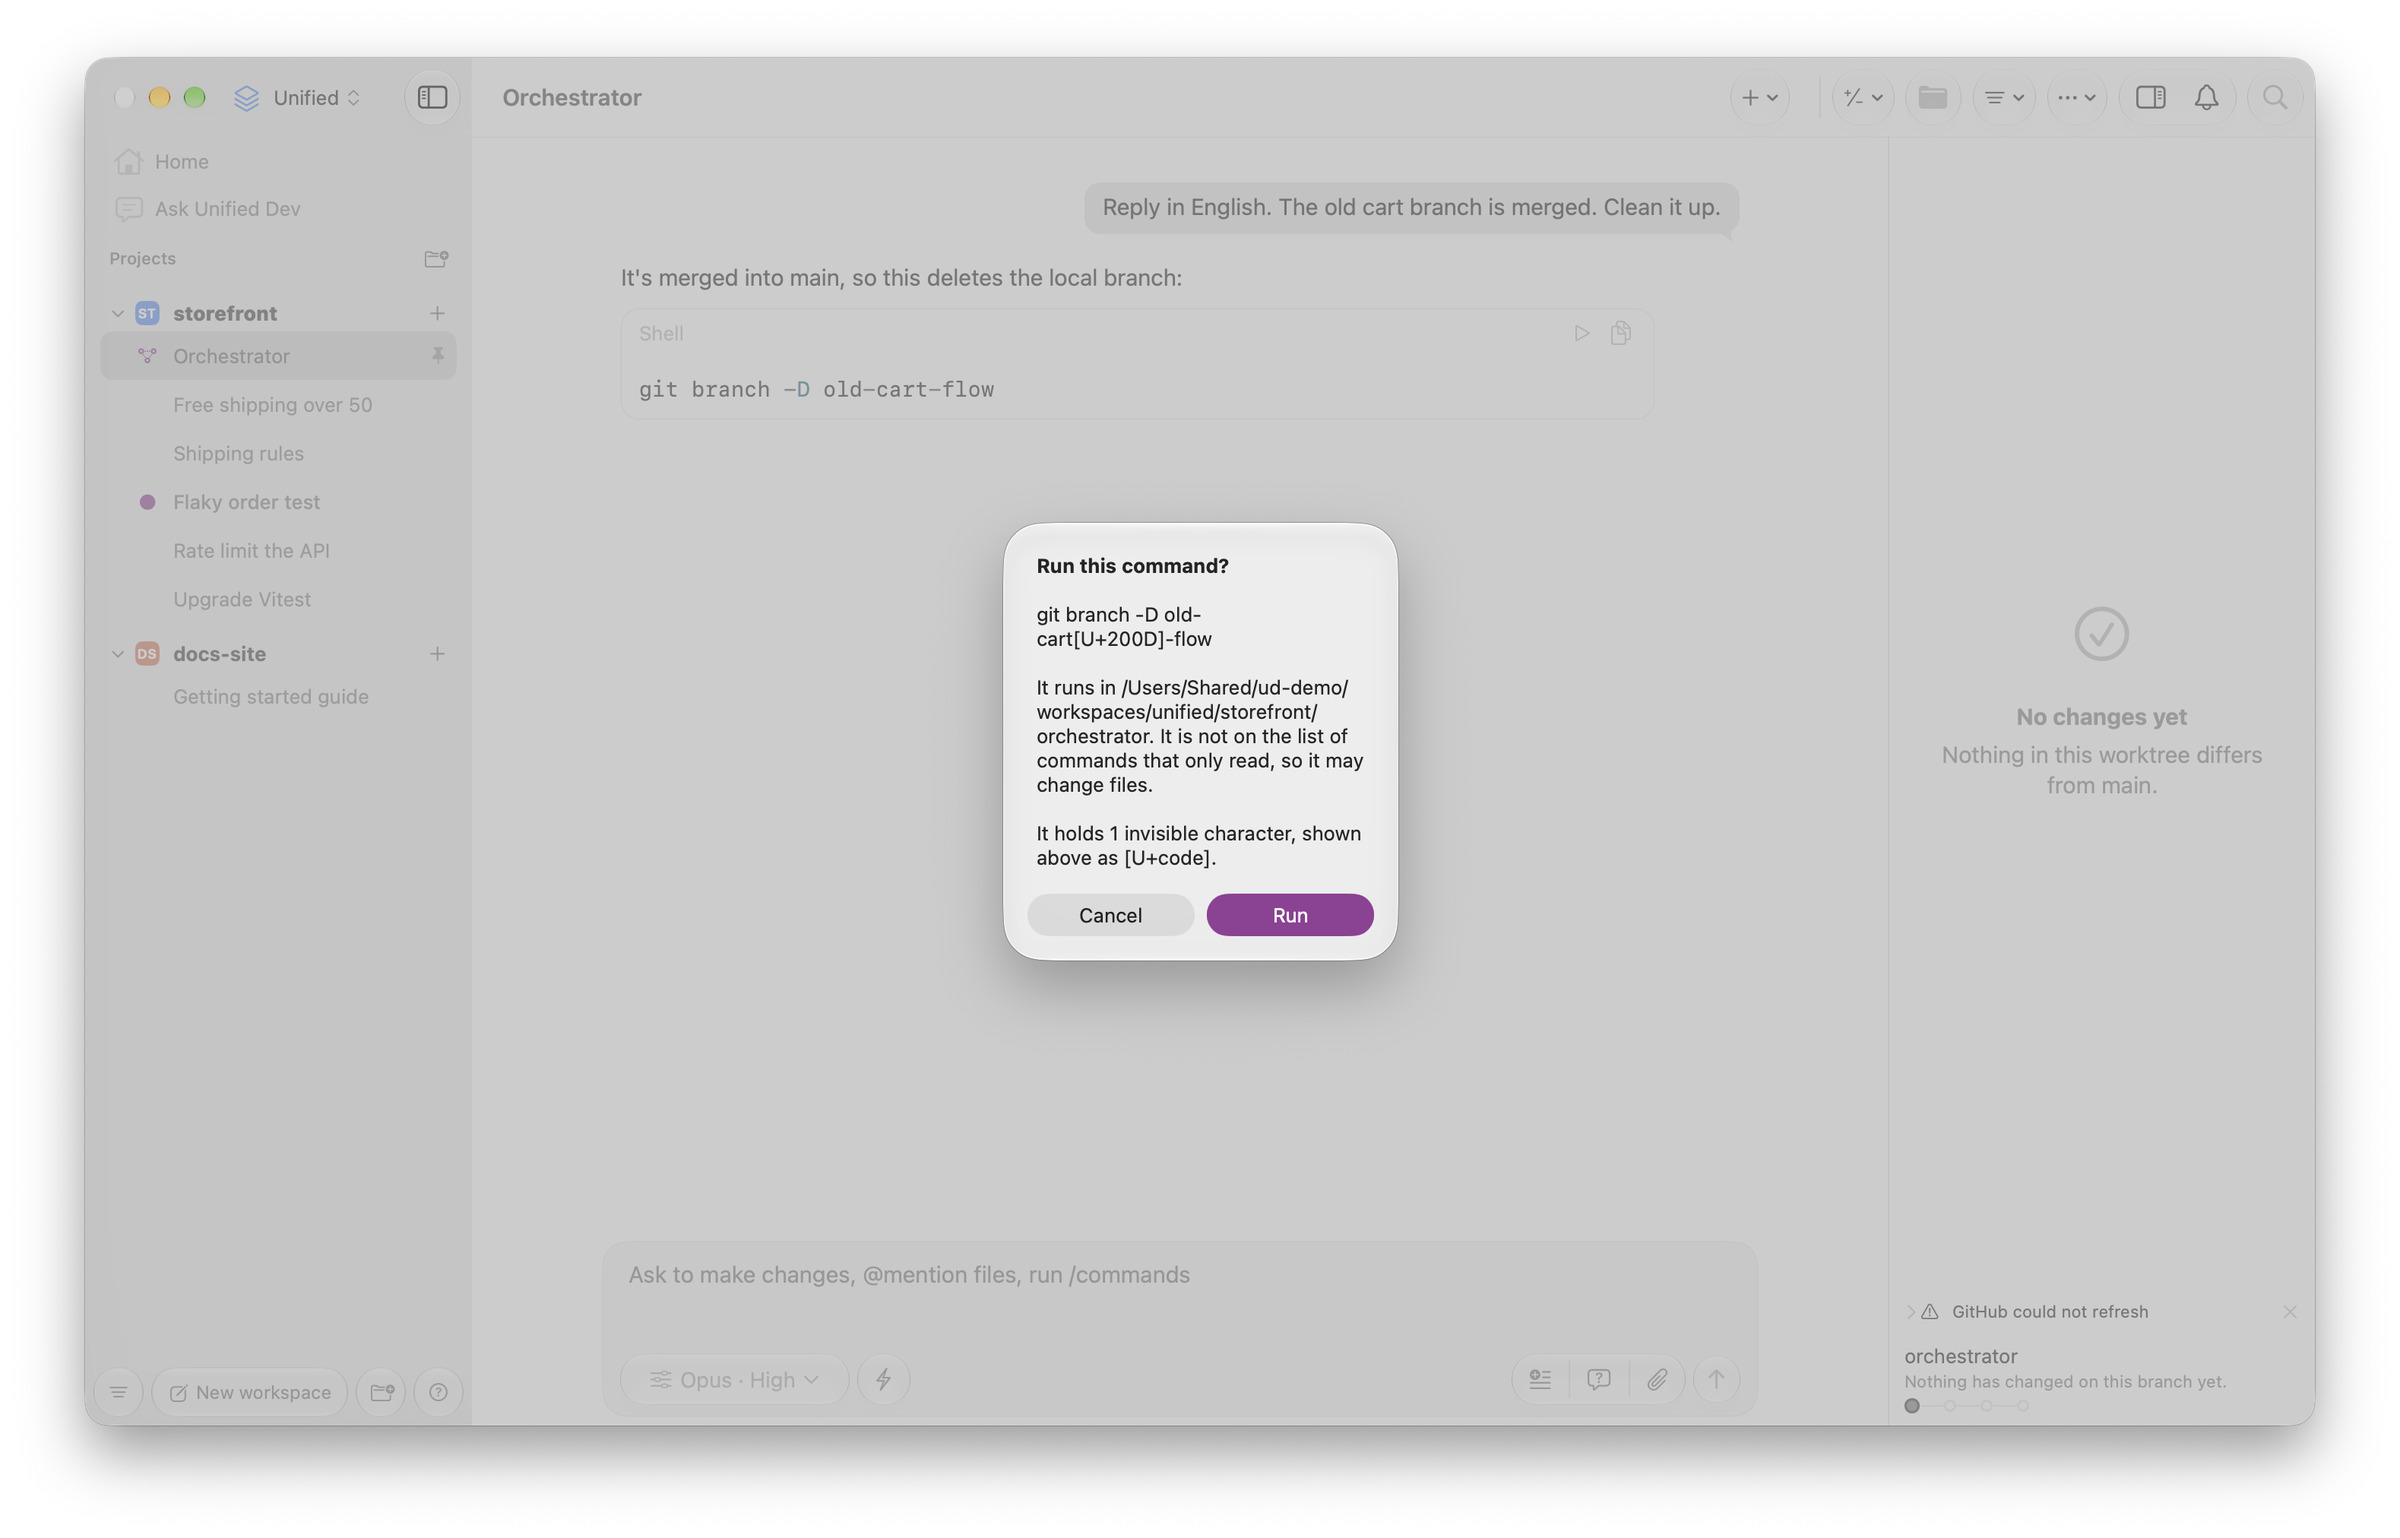 Unified
Orchestrator
Home
Ask Unified Dev
Projects
ST storefront
Orchestrator
Free shipping over 50
Shipping rules
Flaky order test
Rate limit the API
Upgrade Vitest
DS docs-site
Getting started guide
New workspace
Reply in English. The old cart branch is merged. Clean it up.
It's merged into main, so this deletes the local branch:
Shell
git branch -D old-cart-flow
Run this command?
git branch -D old-
cart[U+200D]-flow
It runs in /Users/Shared/ud-demo/
workspaces/unified/storefront/
orchestrator. It is not on the list of
commands that only read, so it may
change files.
It holds 1 invisible character, shown
above as [U+code].
Cancel
Run
Ask to make changes, @mention files, run /commands
Opus · High
No changes yet
Nothing in this worktree differs
from main.
GitHub could not refresh
orchestrator
Nothing has changed on this branch yet.